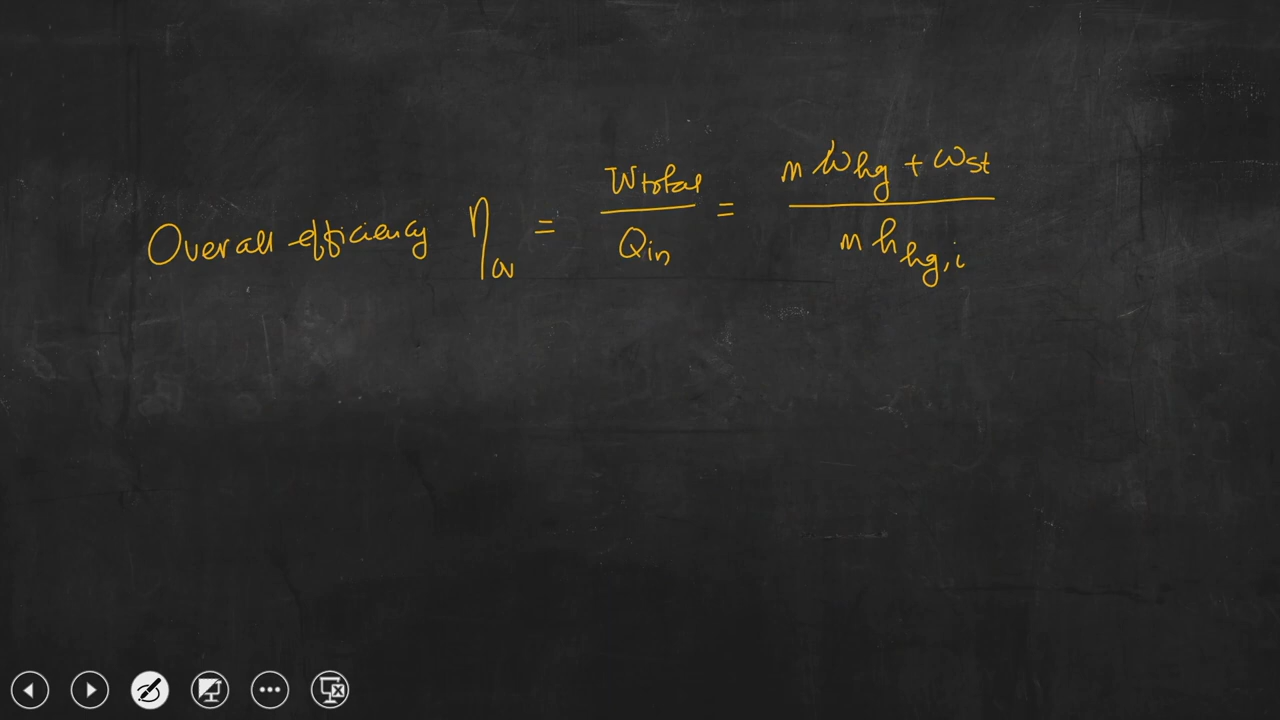 Overall efficiency η_ov = W_total / Q_in = (m W_hg + W_st) / (m h_hg,i)